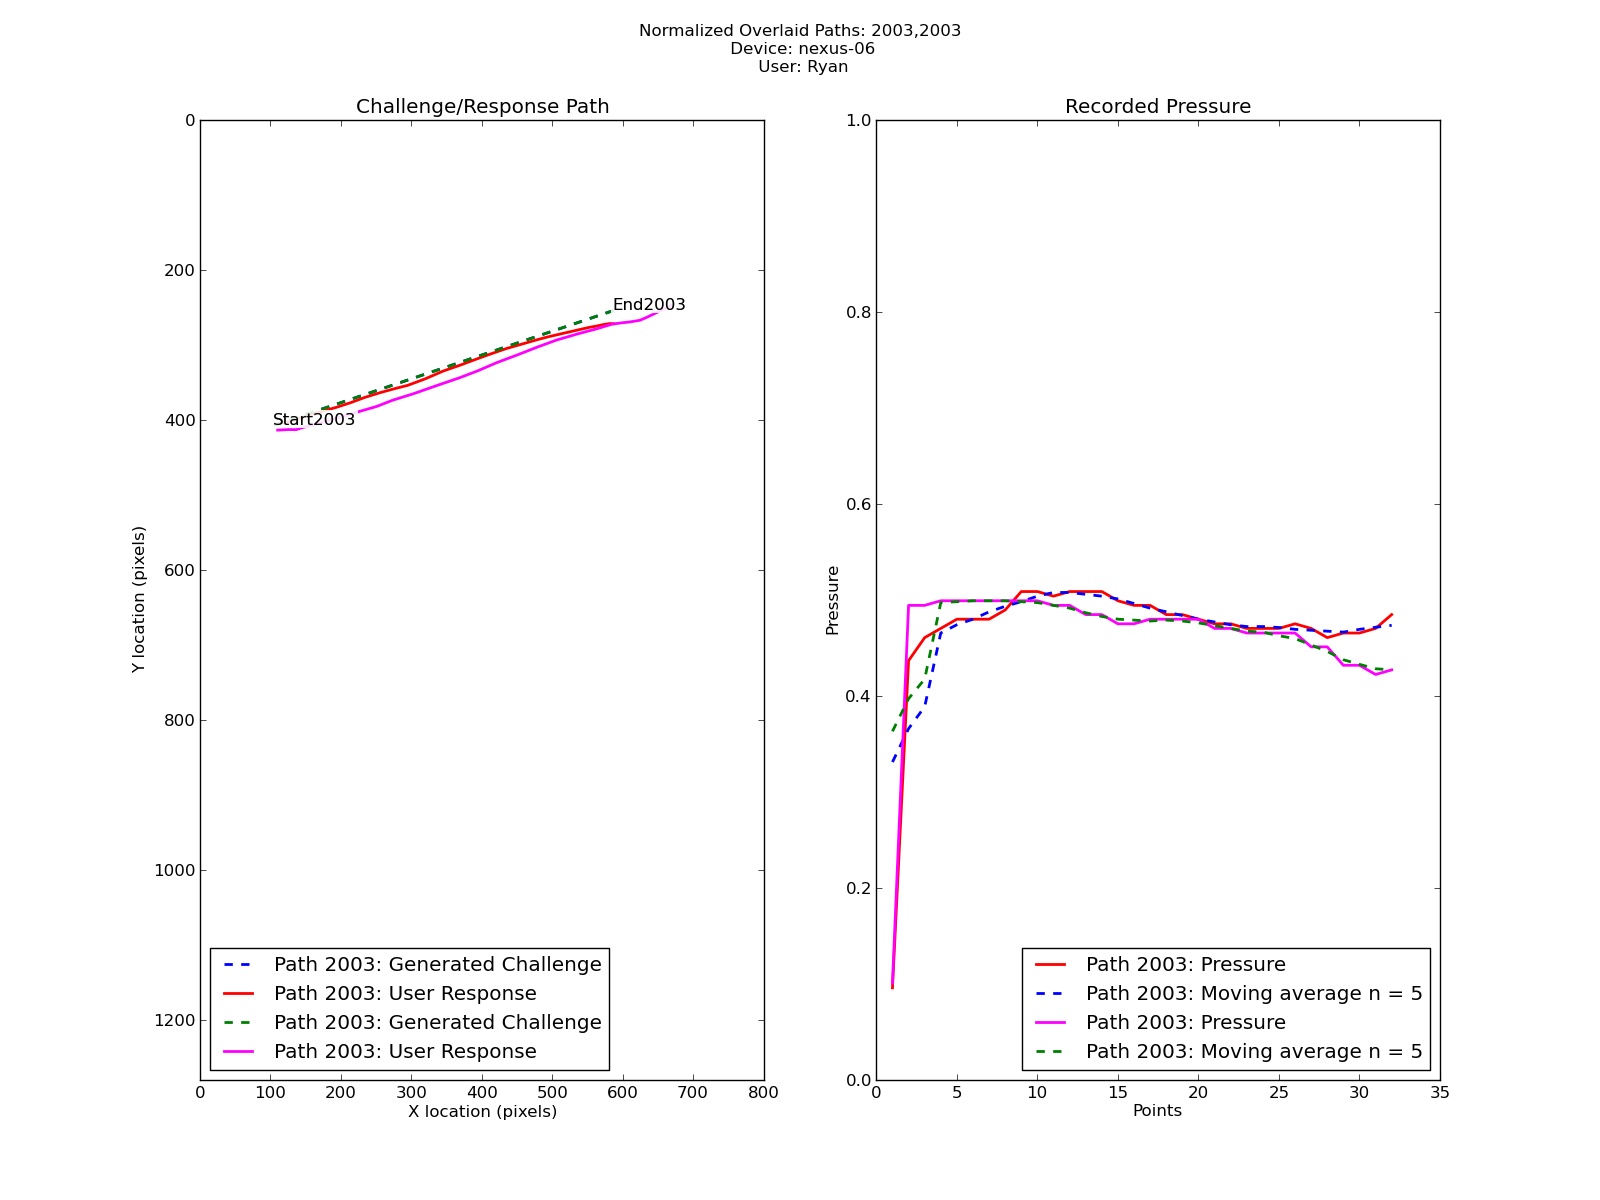 Normalized Overlaid Paths: 2003,2003
Device: nexus-06
User: Ryan
Challenge/Response Path
0
200
400
600
800
1000
1200
Y location (pixels)
End2003
Start2003
Path 2003: Generated Challenge
Path 2003: User Response
Path 2003: Generated Challenge
Path 2003: User Response
0 100 200 300 400 500 600 700 800
X location (pixels)
Recorded Pressure
1.0
0.8
0.6
0.4
0.2
0.0
Pressure
Path 2003: Pressure
Path 2003: Moving average n = 5
Path 2003: Pressure
Path 2003: Moving average n = 5
0 5 10 15 20 25 30 35
Points